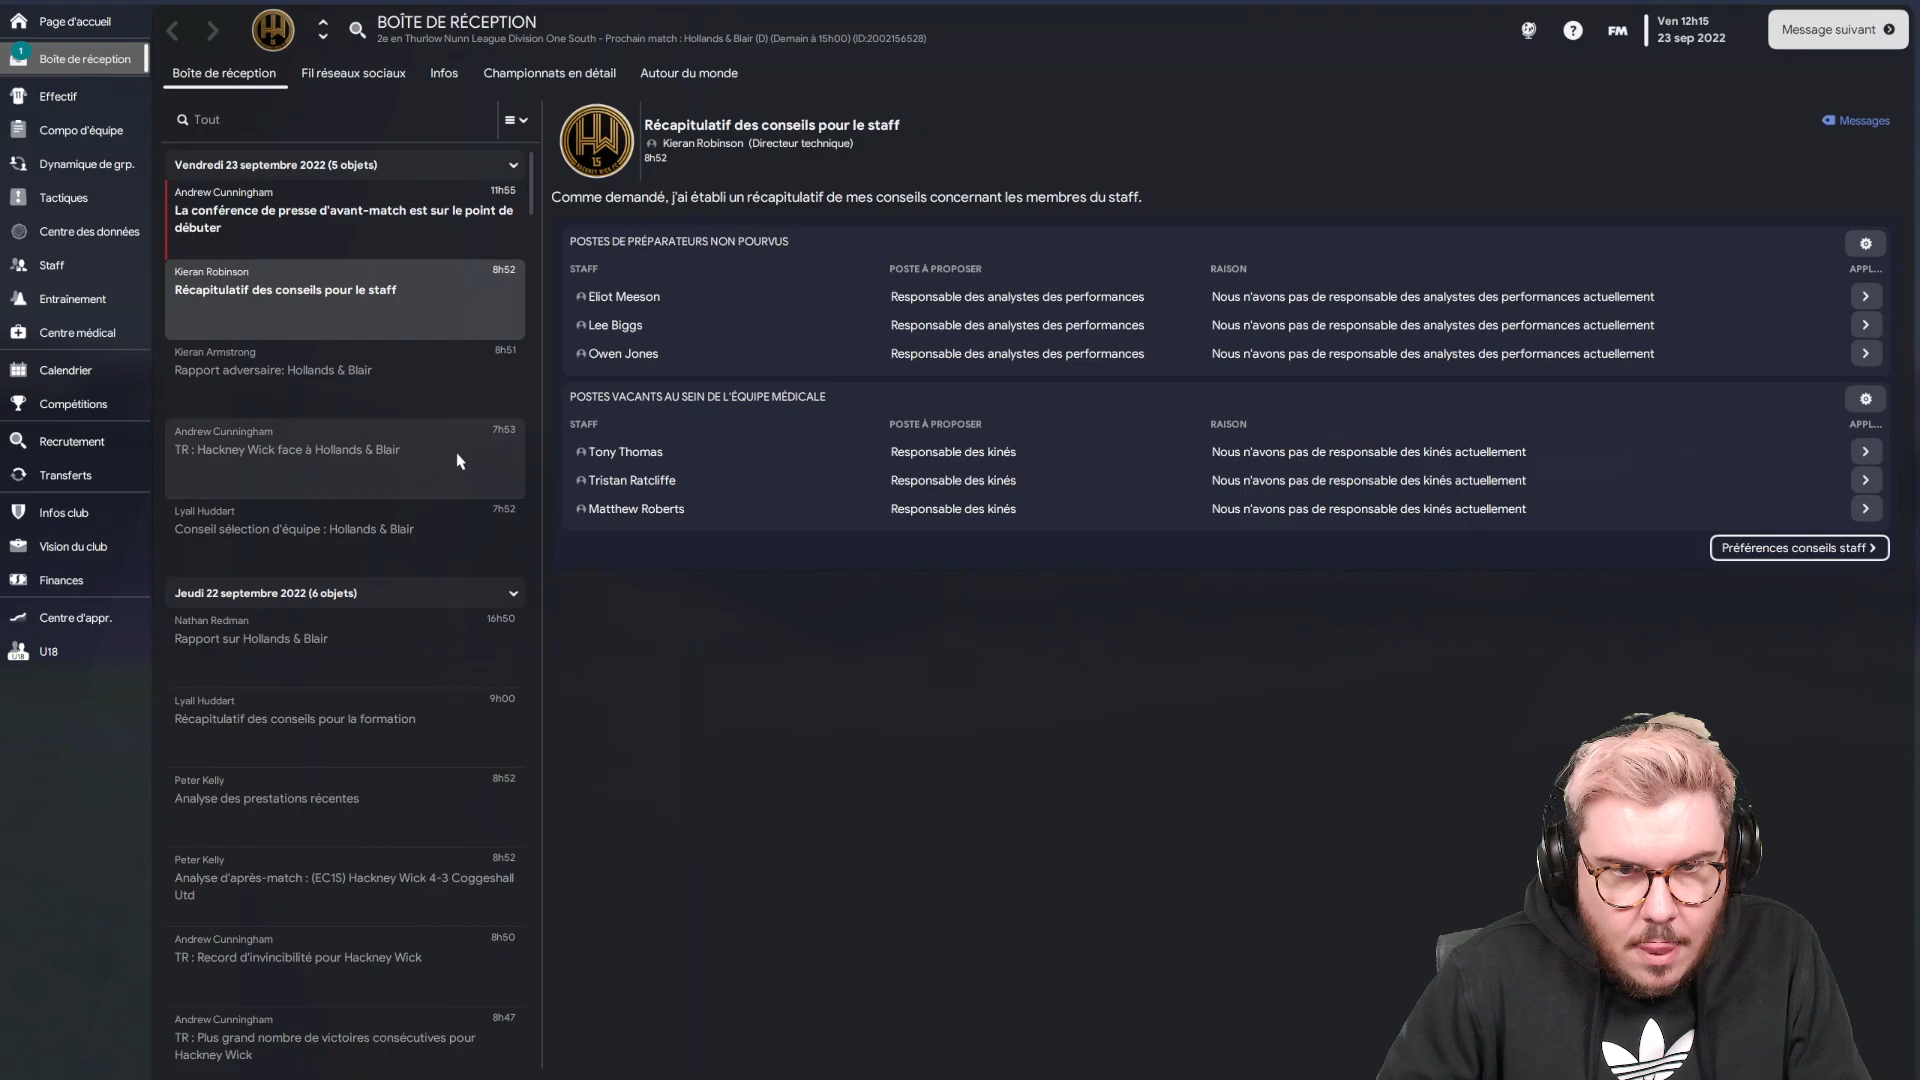 Page d'accueil
1
Boîte de réception
Effectif
Compo d'équipe
Dynamique de grp.
Tactiques
Centre des données
Staff
Entraînement
Centre médical
Calendrier
Compétitions
Recrutement
Transferts
Infos club
Vision du club
Finances
Centre d'appr.
U18
BOÎTE DE RÉCEPTION
2e en Thurlow Nunn League Division One South - Prochain match : Hollands & Blair (D) (Demain à 15h00) (ID:2002156528)
?
FM
Ven 12h15
23 sep 2022
Message suivant
Boîte de réception
Fil réseaux sociaux
Infos
Championnats en détail
Autour du monde
Tout
Vendredi 23 septembre 2022 (5 objets)
Andrew Cunningham 11h55
La conférence de presse d'avant-match est sur le point de
débuter
Kieran Robinson 8h52
Récapitulatif des conseils pour le staff
Kieran Armstrong 8h51
Rapport adversaire: Hollands & Blair
Andrew Cunningham 7h53
TR : Hackney Wick face à Hollands & Blair
Lyall Huddart 7h52
Conseil sélection d'équipe : Hollands & Blair
Jeudi 22 septembre 2022 (6 objets)
Nathan Redman 16h50
Rapport sur Hollands & Blair
Lyall Huddart 9h00
Récapitulatif des conseils pour la formation
Peter Kelly 8h52
Analyse des prestations récentes
Peter Kelly 8h52
Analyse d'après-match : (EC1S) Hackney Wick 4-3 Coggeshall
Utd
Andrew Cunningham 8h50
TR : Record d'invincibilité pour Hackney Wick
Andrew Cunningham 8h47
TR : Plus grand nombre de victoires consécutives pour
Hackney Wick
HW
15
HACKNEY WICK FC
Récapitulatif des conseils pour le staff
Kieran Robinson (Directeur technique)
8h52
Messages
Comme demandé, j'ai établi un récapitulatif de mes conseils concernant les membres du staff.
POSTES DE PRÉPARATEURS NON POURVUS
STAFF POSTE À PROPOSER RAISON APPL...
Eliot Meeson Responsable des analystes des performances Nous n'avons pas de responsable des analystes des performances actuellement
Lee Biggs Responsable des analystes des performances Nous n'avons pas de responsable des analystes des performances actuellement
Owen Jones Responsable des analystes des performances Nous n'avons pas de responsable des analystes des performances actuellement
POSTES VACANTS AU SEIN DE L'ÉQUIPE MÉDICALE
STAFF POSTE À PROPOSER RAISON APPL...
Tony Thomas Responsable des kinés Nous n'avons pas de responsable des kinés actuellement
Tristan Ratcliffe Responsable des kinés Nous n'avons pas de responsable des kinés actuellement
Matthew Roberts Responsable des kinés Nous n'avons pas de responsable des kinés actuellement
Préférences conseils staff